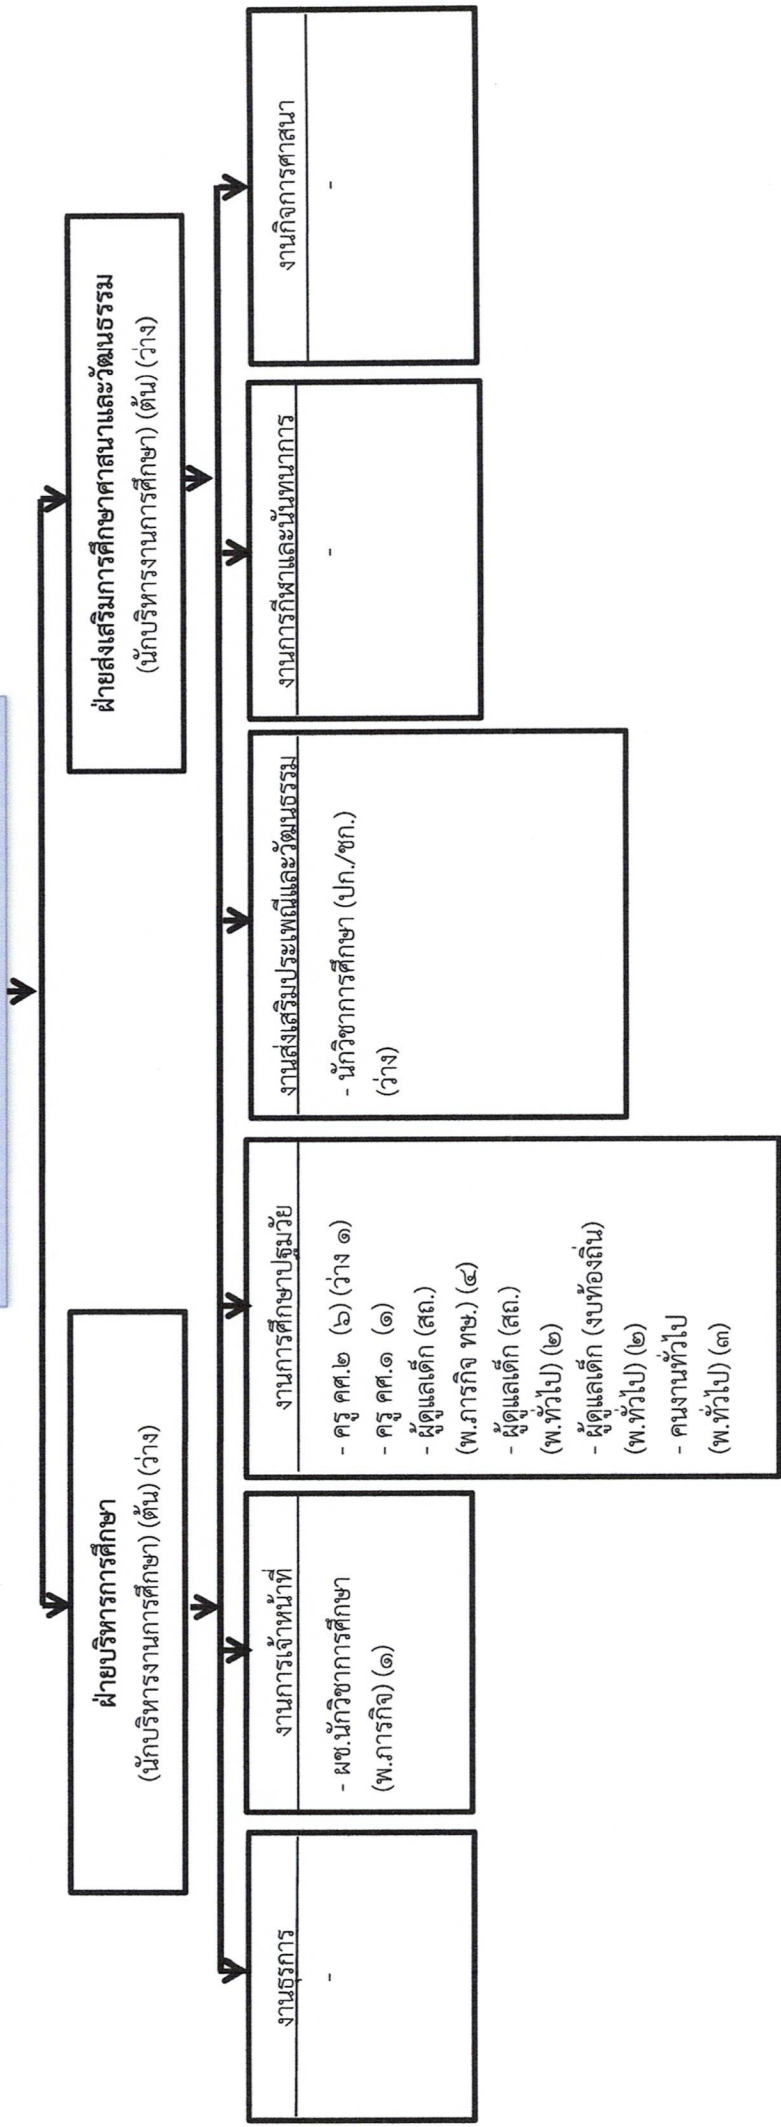 ฝ่ายบริหารการศึกษา
(นักบริหารงานการศึกษา) (ต้น) (ว่าง)
ฝ่ายส่งเสริมการศึกษาศาสนาและวัฒนธรรม
(นักบริหารงานการศึกษา) (ต้น) (ว่าง)
งานธุรการ
-
งานการเจ้าหน้าที่
- ผช.นักวิชาการศึกษา
(พ.ภารกิจ) (๑)
งานการศึกษาปฐมวัย
- ครู คศ.๒ (๖) (ว่าง ๑)
- ครู คศ.๑ (๑)
- ผู้ดูแลเด็ก (สถ.)
(พ.ภารกิจ ทษ.) (๔)
- ผู้ดูแลเด็ก (สถ.)
(พ.ทั่วไป) (๒)
- ผู้ดูแลเด็ก (งบท้องถิ่น)
(พ.ทั่วไป) (๒)
- คนงานทั่วไป
(พ.ทั่วไป) (๓)
งานส่งเสริมประเพณีและวัฒนธรรม
- นักวิชาการศึกษา (ปก./ชก.)
(ว่าง)
งานการกีฬาและนันทนาการ
-
งานกิจการศาสนา
-